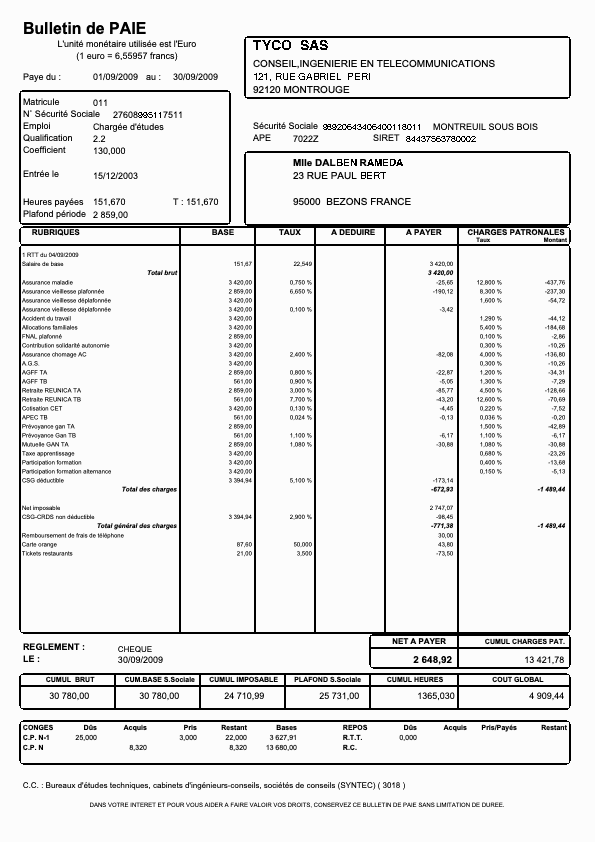 Bulletin de PAIE
L'unité monétaire utilisée est l'Euro
(1 euro = 6,55957 francs)
Paye du : 01/09/2009 au : 30/09/2009
TYCO SAS
CONSEIL,INGENIERIE EN TELECOMMUNICATIONS
121, RUE GABRIEL PERI
92120 MONTROUGE
Matricule 011
N° Sécurité Sociale 27608995117511
Emploi Chargée d'études
Qualification 2.2
Coefficient 130,000
Entrée le 15/12/2003
Heures payées 151,670 T : 151,670
Plafond période 2 859,00
Sécurité Sociale 98920643406400118011 MONTREUIL SOUS BOIS
APE 7022Z SIRET 84437563780002
Mlle DALBEN RAMEDA
23 RUE PAUL BERT
95000 BEZONS FRANCE
RUBRIQUES BASE TAUX A DEDUIRE A PAYER CHARGES PATRONALES
Taux Montant
1 RTT du 04/09/2009
Salaire de base 151,67 22,549 3 420,00
Total brut 3 420,00
Assurance maladie 3 420,00 0,750 % -25,65 12,800 % -437,76
Assurance vieillesse plafonnée 2 859,00 6,650 % -190,12 8,300 % -237,30
Assurance vieillesse déplafonnée 3 420,00 1,600 % -54,72
Assurance vieillesse déplafonnée 3 420,00 0,100 % -3,42
Accident du travail 3 420,00 1,290 % -44,12
Allocations familiales 3 420,00 5,400 % -184,68
FNAL plafonné 2 859,00 0,100 % -2,86
Contribution solidarité autonomie 3 420,00 0,300 % -10,26
Assurance chomage AC 3 420,00 2,400 % -82,08 4,000 % -136,80
A.G.S. 3 420,00 0,300 % -10,26
AGFF TA 2 859,00 0,800 % -22,87 1,200 % -34,31
AGFF TB 561,00 0,900 % -5,05 1,300 % -7,29
Retraite REUNICA TA 2 859,00 3,000 % -85,77 4,500 % -128,66
Retraite REUNICA TB 561,00 7,700 % -43,20 12,600 % -70,69
Cotisation CET 3 420,00 0,130 % -4,45 0,220 % -7,52
APEC TB 561,00 0,024 % -0,13 0,036 % -0,20
Prévoyance gan TA 2 859,00 1,500 % -42,89
Prévoyance Gan TB 561,00 1,100 % -6,17 1,100 % -6,17
Mutuelle GAN TA 2 859,00 1,080 % -30,88 1,080 % -30,88
Taxe apprentissage 3 420,00 0,680 % -23,26
Participation formation 3 420,00 0,400 % -13,68
Participation formation alternance 3 420,00 0,150 % -5,13
CSG déductible 3 394,94 5,100 % -173,14
Total des charges -672,93 -1 489,44
Net imposable 2 747,07
CSG-CRDS non déductible 3 394,94 2,900 % -98,45
Total général des charges -771,38 -1 489,44
Remboursement de frais de téléphone 30,00
Carte orange 87,60 50,000 43,80
Tickets restaurants 21,00 3,500 -73,50
REGLEMENT : CHEQUE
LE : 30/09/2009
NET A PAYER CUMUL CHARGES PAT.
2 648,92 13 421,78
CUMUL BRUT CUM.BASE S.Sociale CUMUL IMPOSABLE PLAFOND S.Sociale CUMUL HEURES COUT GLOBAL
30 780,00 30 780,00 24 710,99 25 731,00 1365,030 4 909,44
CONGES Dûs Acquis Pris Restant Bases REPOS Dûs Acquis Pris/Payés Restant
C.P. N-1 25,000 3,000 22,000 3 627,91 R.T.T. 0,000
C.P. N 8,320 8,320 13 680,00 R.C.
C.C. : Bureaux d'études techniques, cabinets d'ingénieurs-conseils, sociétés de conseils (SYNTEC) ( 3018 )
DANS VOTRE INTERET ET POUR VOUS AIDER A FAIRE VALOIR VOS DROITS, CONSERVEZ CE BULLETIN DE PAIE SANS LIMITATION DE DUREE.